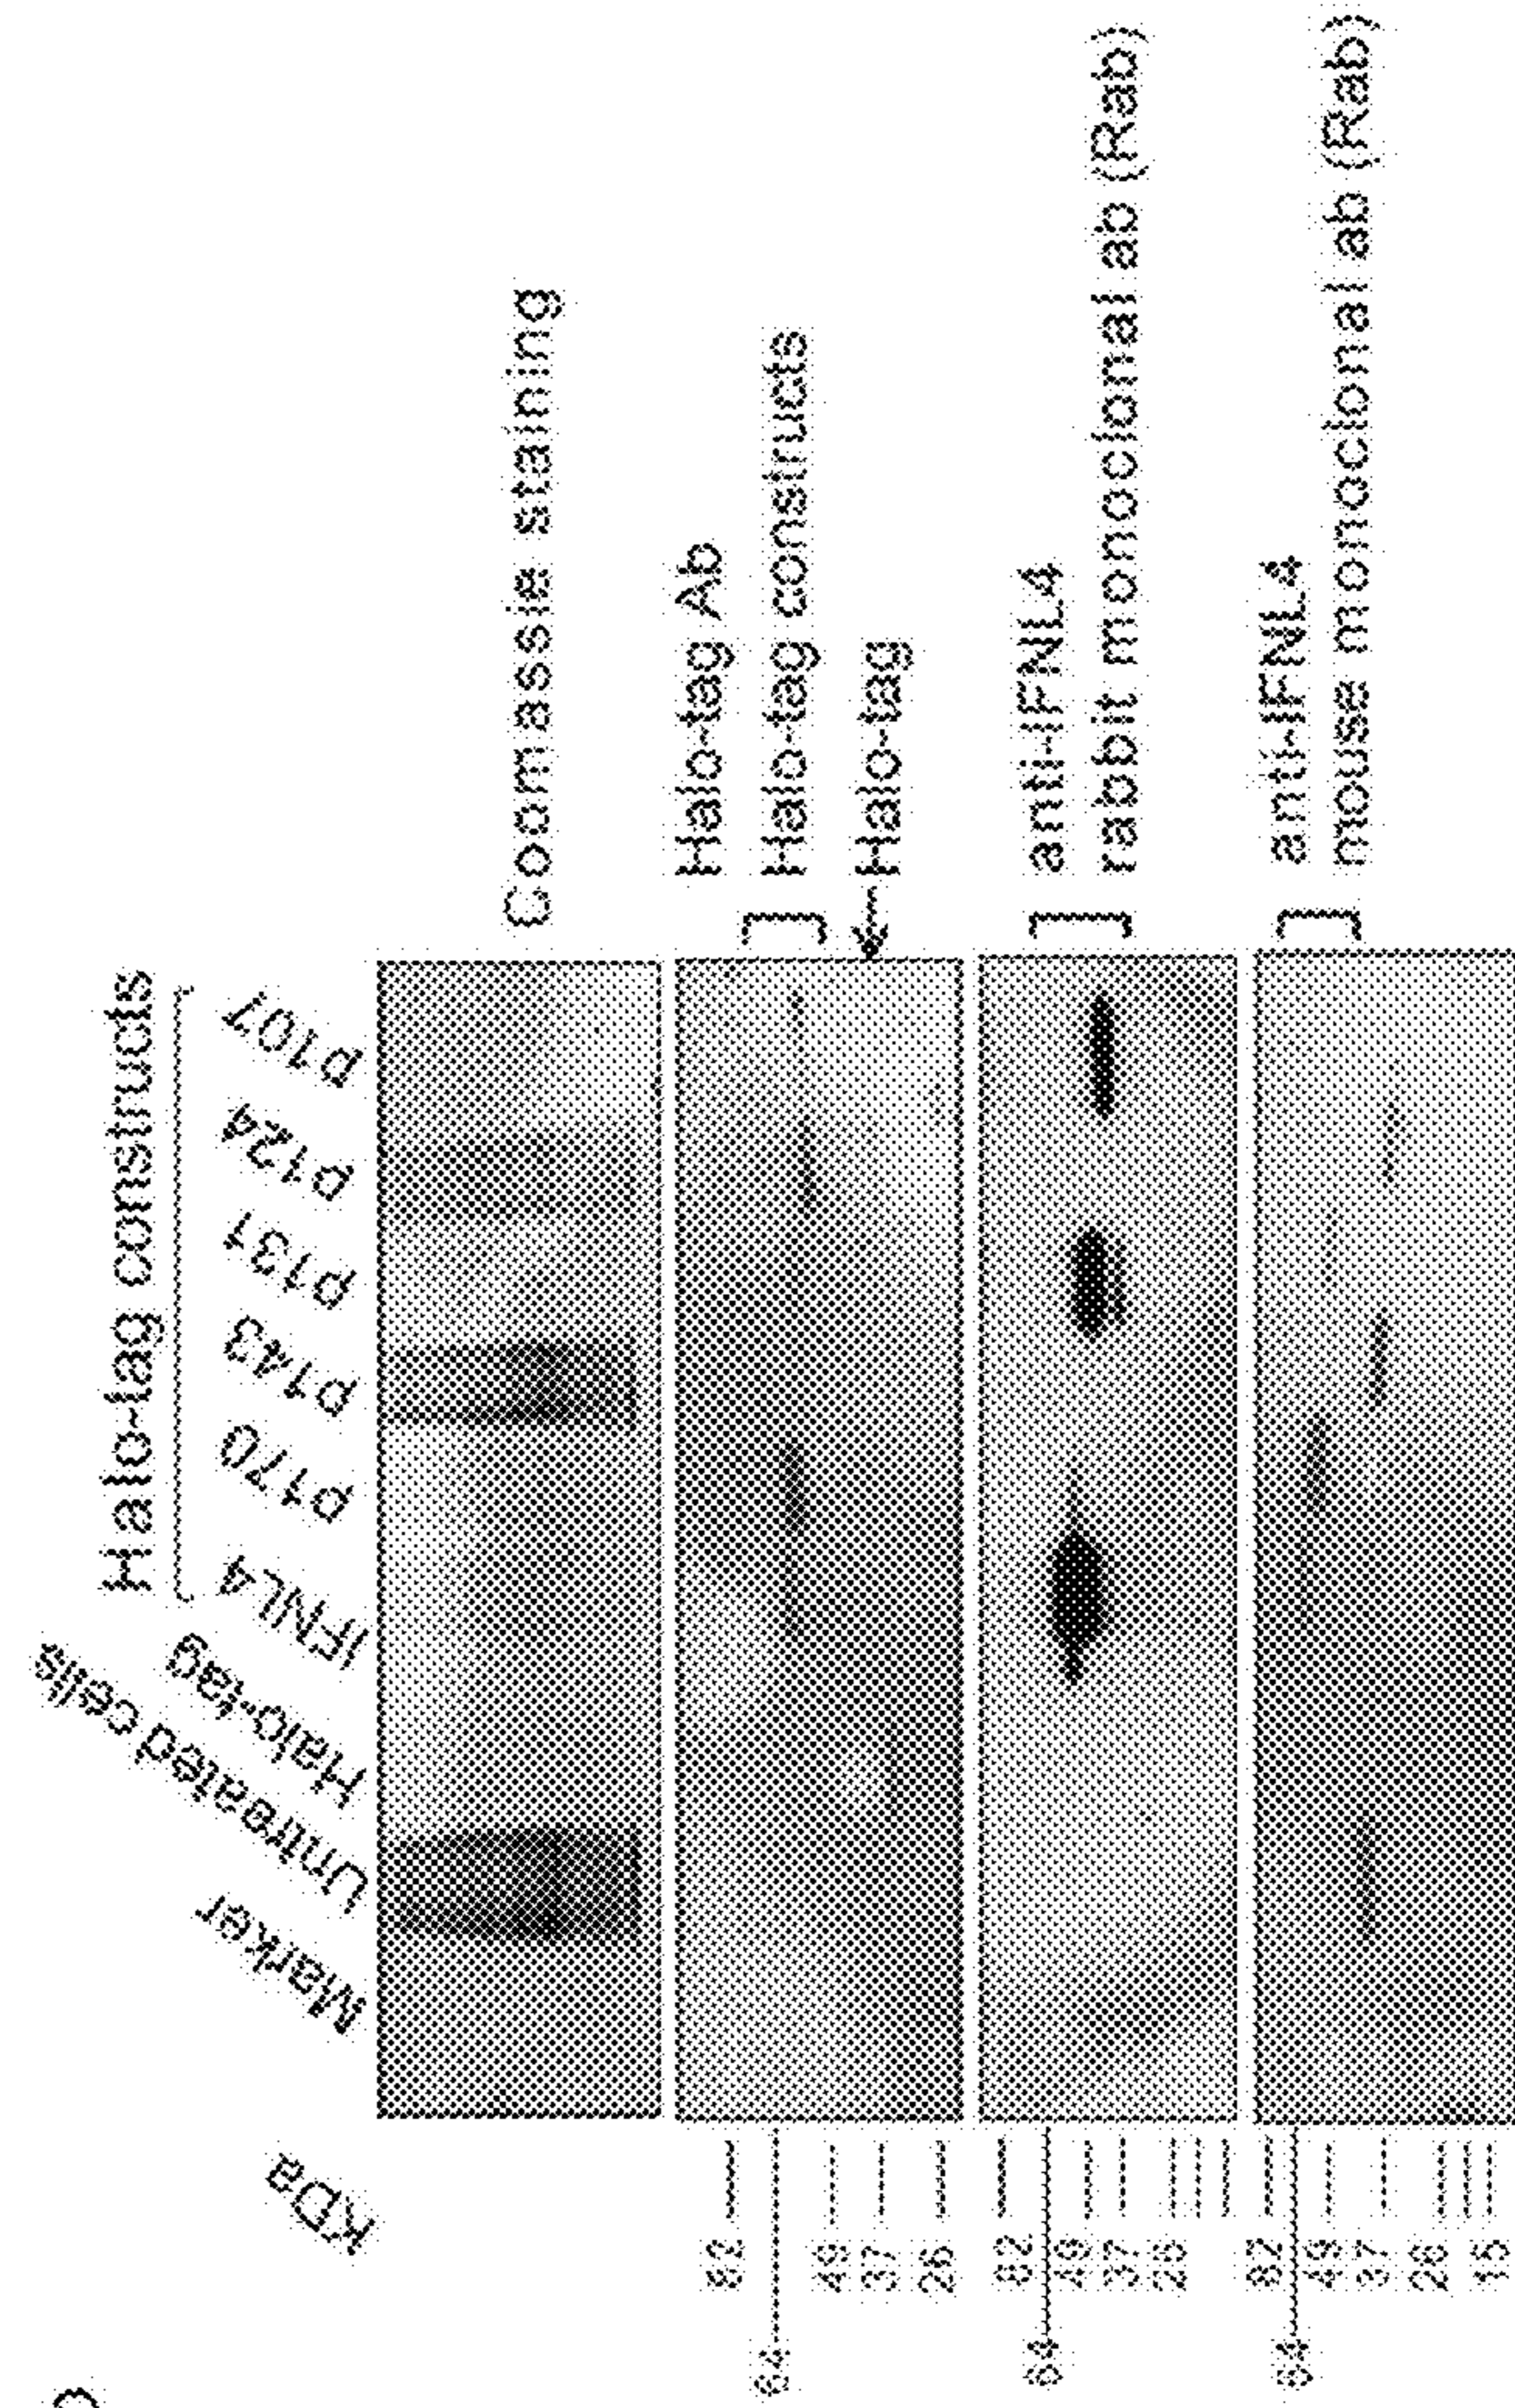 Halo-tag constructs
KDa
Marker
Untreated cells
Halo-tag
IFNL4
p170
p143
p131
p124
p107
Coomassie staining
82
64
49
37
26
Halo-tag Ab
Halo-tag constructs
Halo-tag
82
64
49
37
26
anti-IFNL4
rabbit monoclonal ab (Rab)
82
64
49
37
26
15
anti-IFNL4
mouse monoclonal ab (Rab)